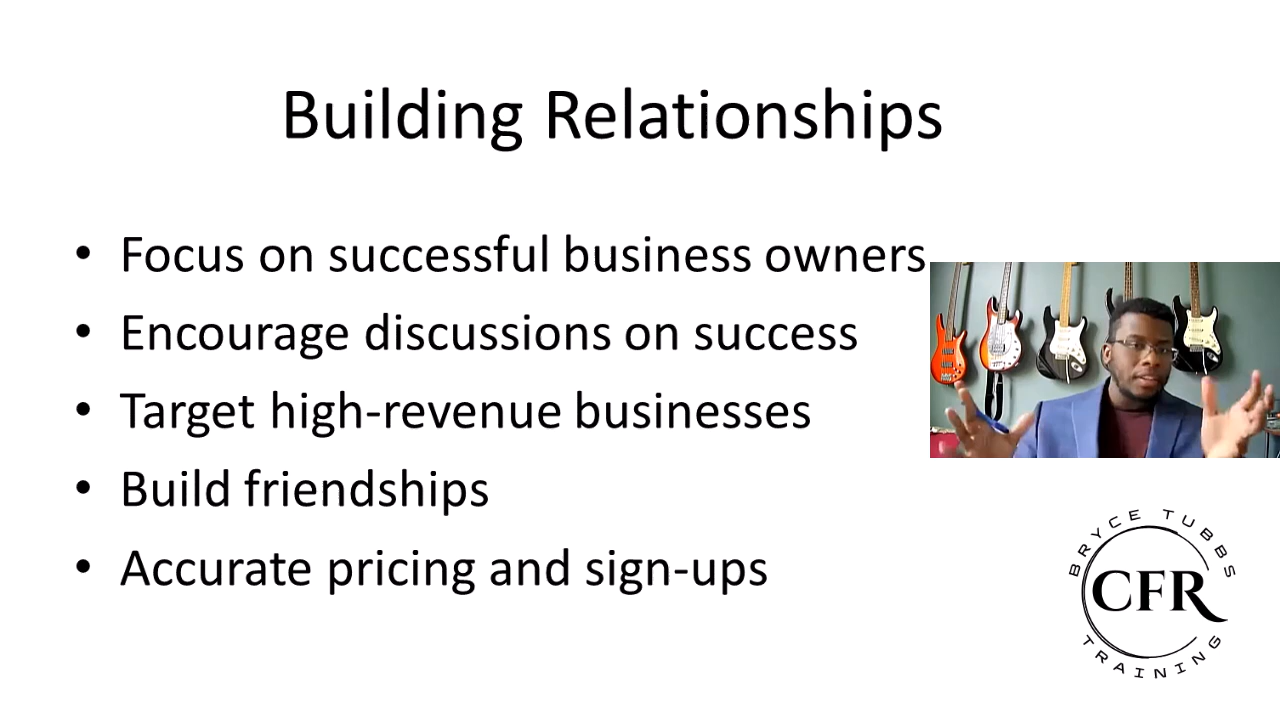 Building Relationships
• Focus on successful business owners
• Encourage discussions on success
• Target high-revenue businesses
• Build friendships
• Accurate pricing and sign-ups
BRYCE TUBBS
CFR
TRAINING